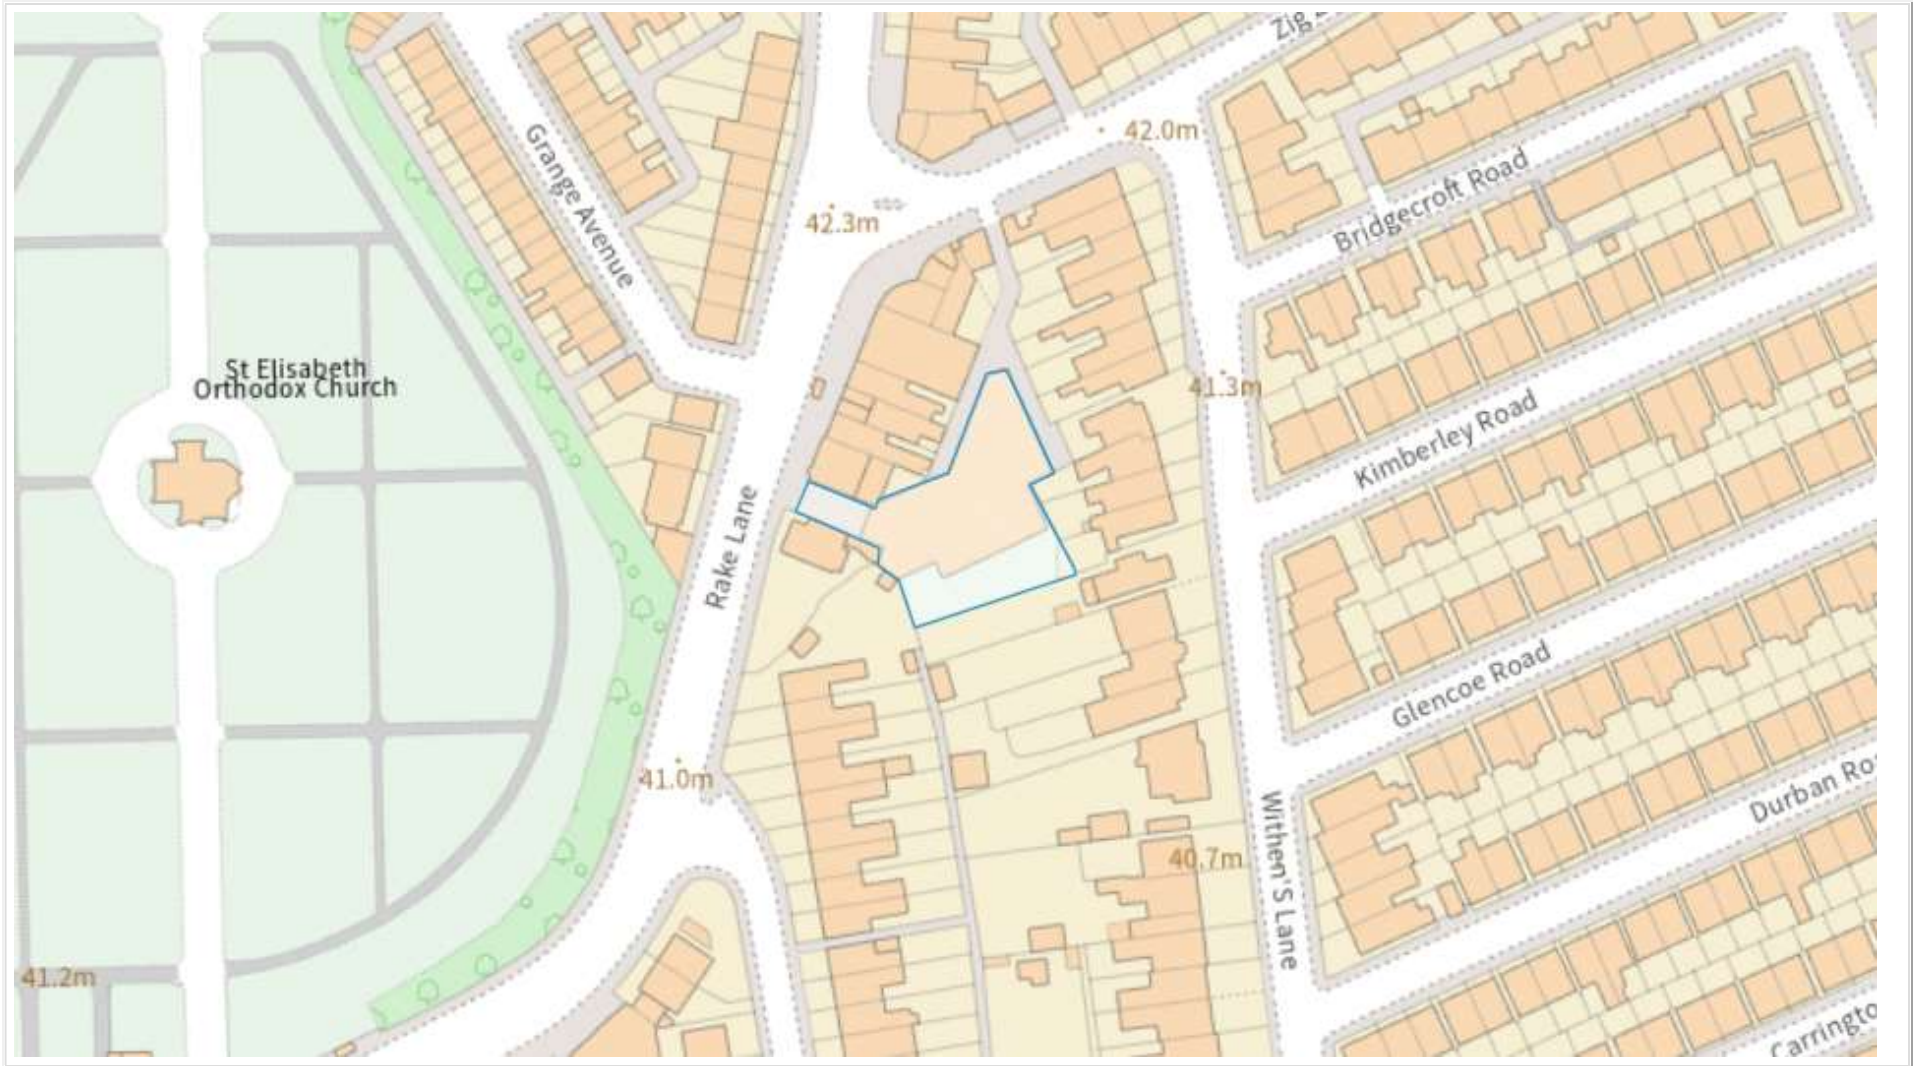 Zig
42.0m
Grange Avenue
42.3m
Bridgecroft Road
St Elisabeth
Orthodox Church
41.3m
Kimberley Road
Rake Lane
Glencoe Road
41.0m
Durban Ro
Withen'S Lane
40.7m
41.2m
Carringto